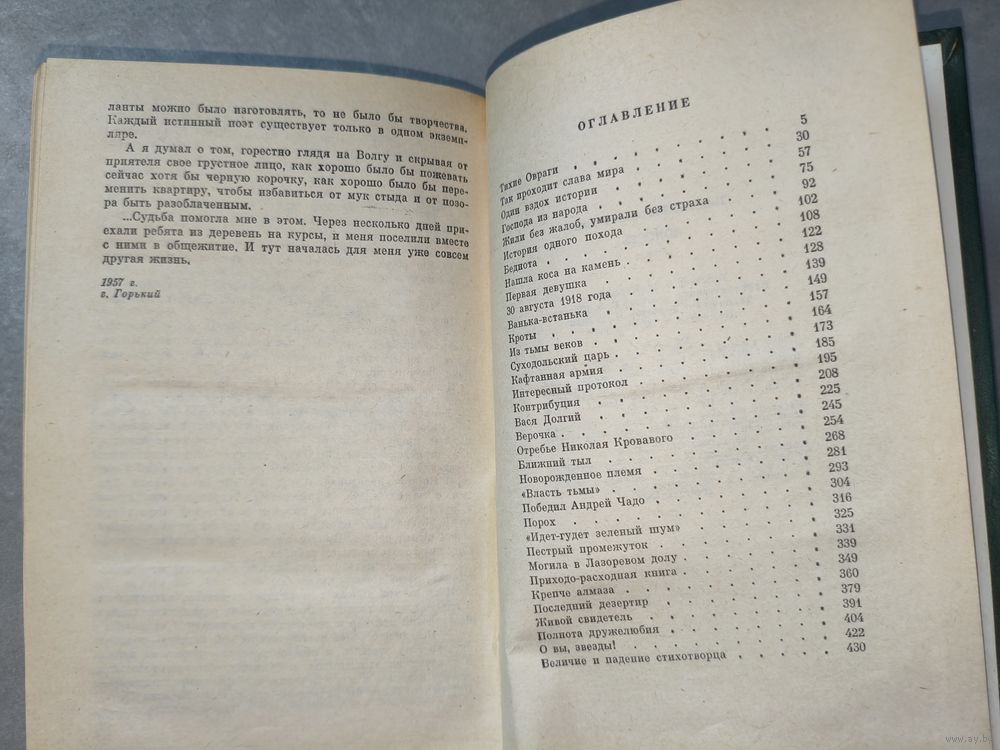 ланты можно было изготовлять, то не было бы творчества.
Каждый истинный поэт существует только в одном экземп-
ляре.
А я думал о том, горестно глядя на Волгу и скрывая от
приятеля свое грустное лицо, как хорошо было бы пожевать
сейчас хотя бы черную корочку, как хорошо было бы пере-
менить квартиру, чтобы избавиться от мук стыда и от позо-
ра быть разоблаченным.
...Судьба помогла мне в этом. Через несколько дней при-
ехали ребята из деревень на курсы, и меня поселили вместе
с ними в общежитие. И тут началась для меня уже совсем
другая жизнь.
1957 г.
г. Горький
ОГЛАВЛЕНИЕ
Тихие Овраги . . . . . . . 5
Так проходит слава мира . . . . . . . 30
Один вздох истории . . . . . . . 57
Господа из народа . . . . . . . 75
Жили без жалоб, умирали без страха . . . . 92
История одного похода . . . . . . . 102
Беднота . . . . . . . 108
Нашла коса на камень . . . . . . . 122
Первая девушка . . . . . . . 128
30 августа 1918 года . . . . . . . 139
Ванька-встанька . . . . . . . 149
Кроты . . . . . . . 157
Из тьмы веков . . . . . . . 164
Суходольский царь . . . . . . . 173
Кафтанная армия . . . . . . . 185
Интересный протокол . . . . . . . 195
Контрибуция . . . . . . . 208
Вася Долгий . . . . . . . 225
Верочка . . . . . . . 245
Отребье Николая Кровавого . . . . . . . 254
Ближний тыл . . . . . . . 268
Новорожденное племя . . . . . . . 281
«Власть тьмы» . . . . . . . 293
Победил Андрей Чадо . . . . . . . 304
Порох . . . . . . . 316
«Идет-гудет зеленый шум» . . . . . . . 325
Пестрый промежуток . . . . . . . 331
Могила в Лазоревом долу . . . . . . . 339
Приходо-расходная книга . . . . . . . 349
Крепче алмаза . . . . . . . 360
Последний дезертир . . . . . . . 379
Живой свидетель . . . . . . . 391
Полнота дружелюбия . . . . . . . 404
О вы, звезды! . . . . . . . 422
Величие и падение стихотворца . . . . . 430